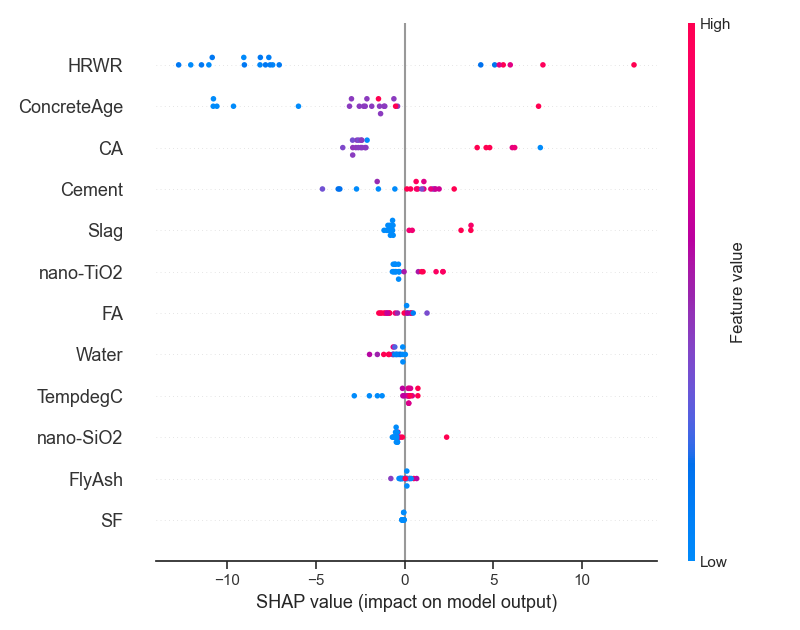 High
HRWR
ConcreteAge
CA
Cement
Slag
nano-TiO2
FA
Water
TempdegC
nano-SiO2
FlyAsh
SF
Low
Feature value
−10 −5 0 5 10
SHAP value (impact on model output)